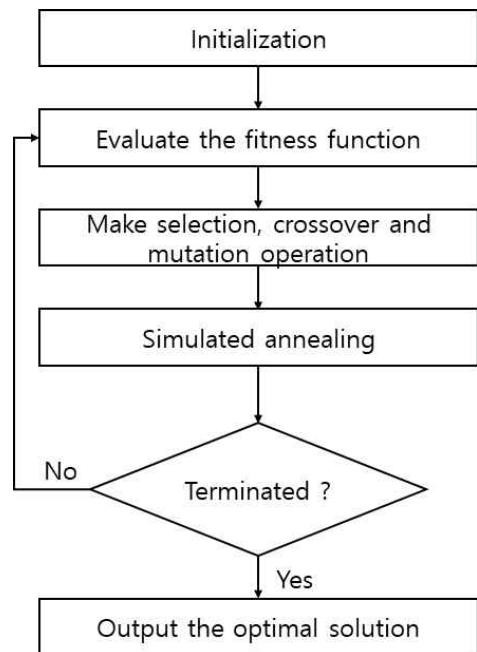 Initialization
Evaluate the fitness function
Make selection, crossover and
mutation operation
Simulated annealing
No
Terminated ?
Yes
Output the optimal solution